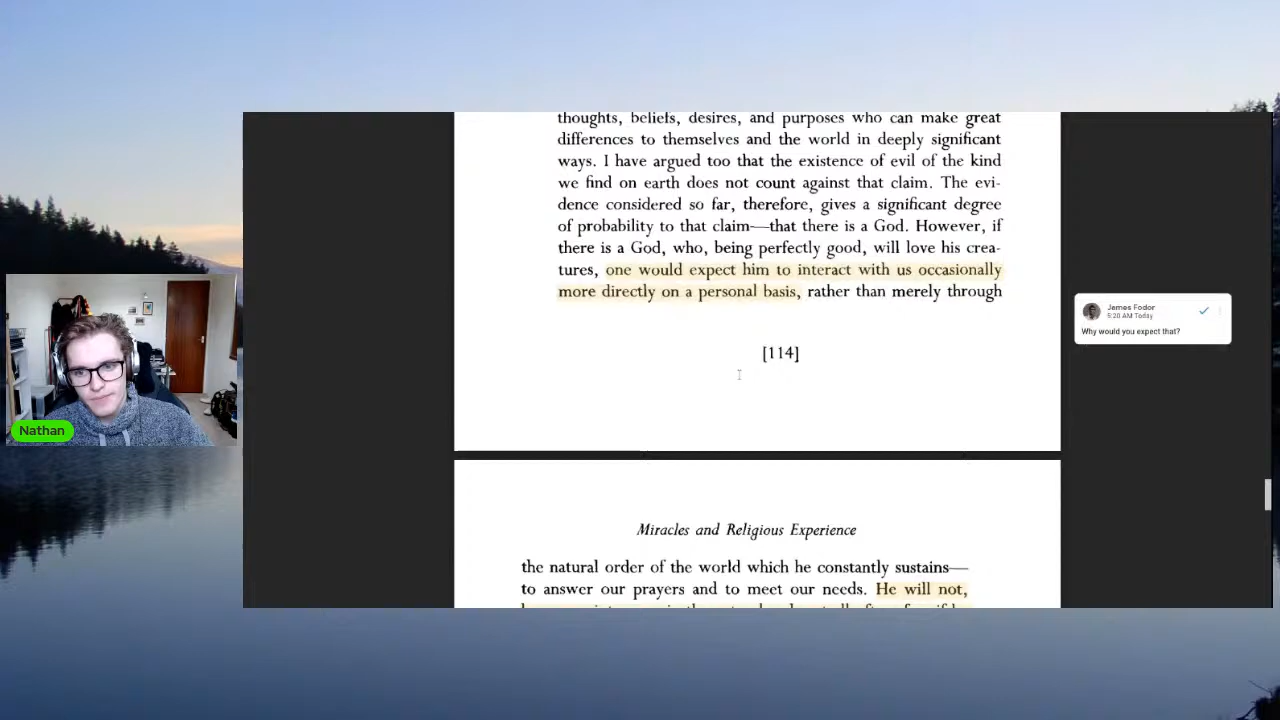 thoughts, beliefs, desires, and purposes who can make great
differences to themselves and the world in deeply significant
ways. I have argued too that the existence of evil of the kind
we find on earth does not count against that claim. The evi-
dence considered so far, therefore, gives a significant degree
of probability to that claim—that there is a God. However, if
there is a God, who, being perfectly good, will love his crea-
tures, one would expect him to interact with us occasionally
more directly on a personal basis, rather than merely through
[114]
James Fodor
5:20 AM Today
Why would you expect that?
Nathan
Miracles and Religious Experience
the natural order of the world which he constantly sustains—
to answer our prayers and to meet our needs. He will not,